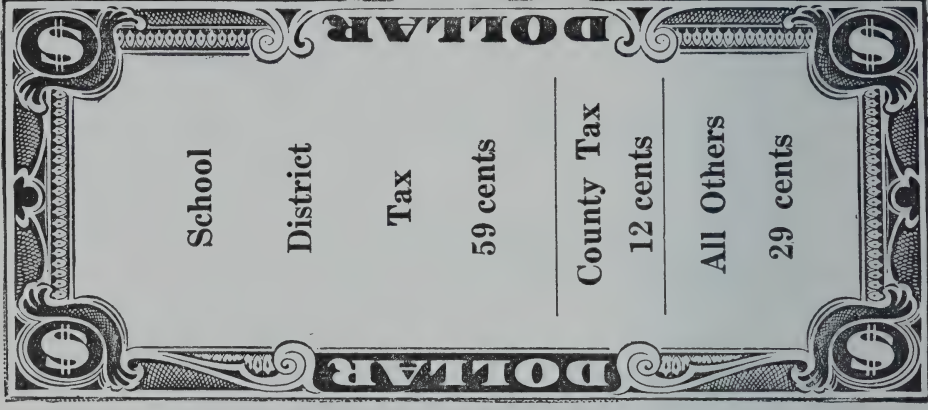 DOLLAR
School
District
Tax
59 cents
County Tax
12 cents
All Others
29 cents
DOLLAR
$
$
$
$